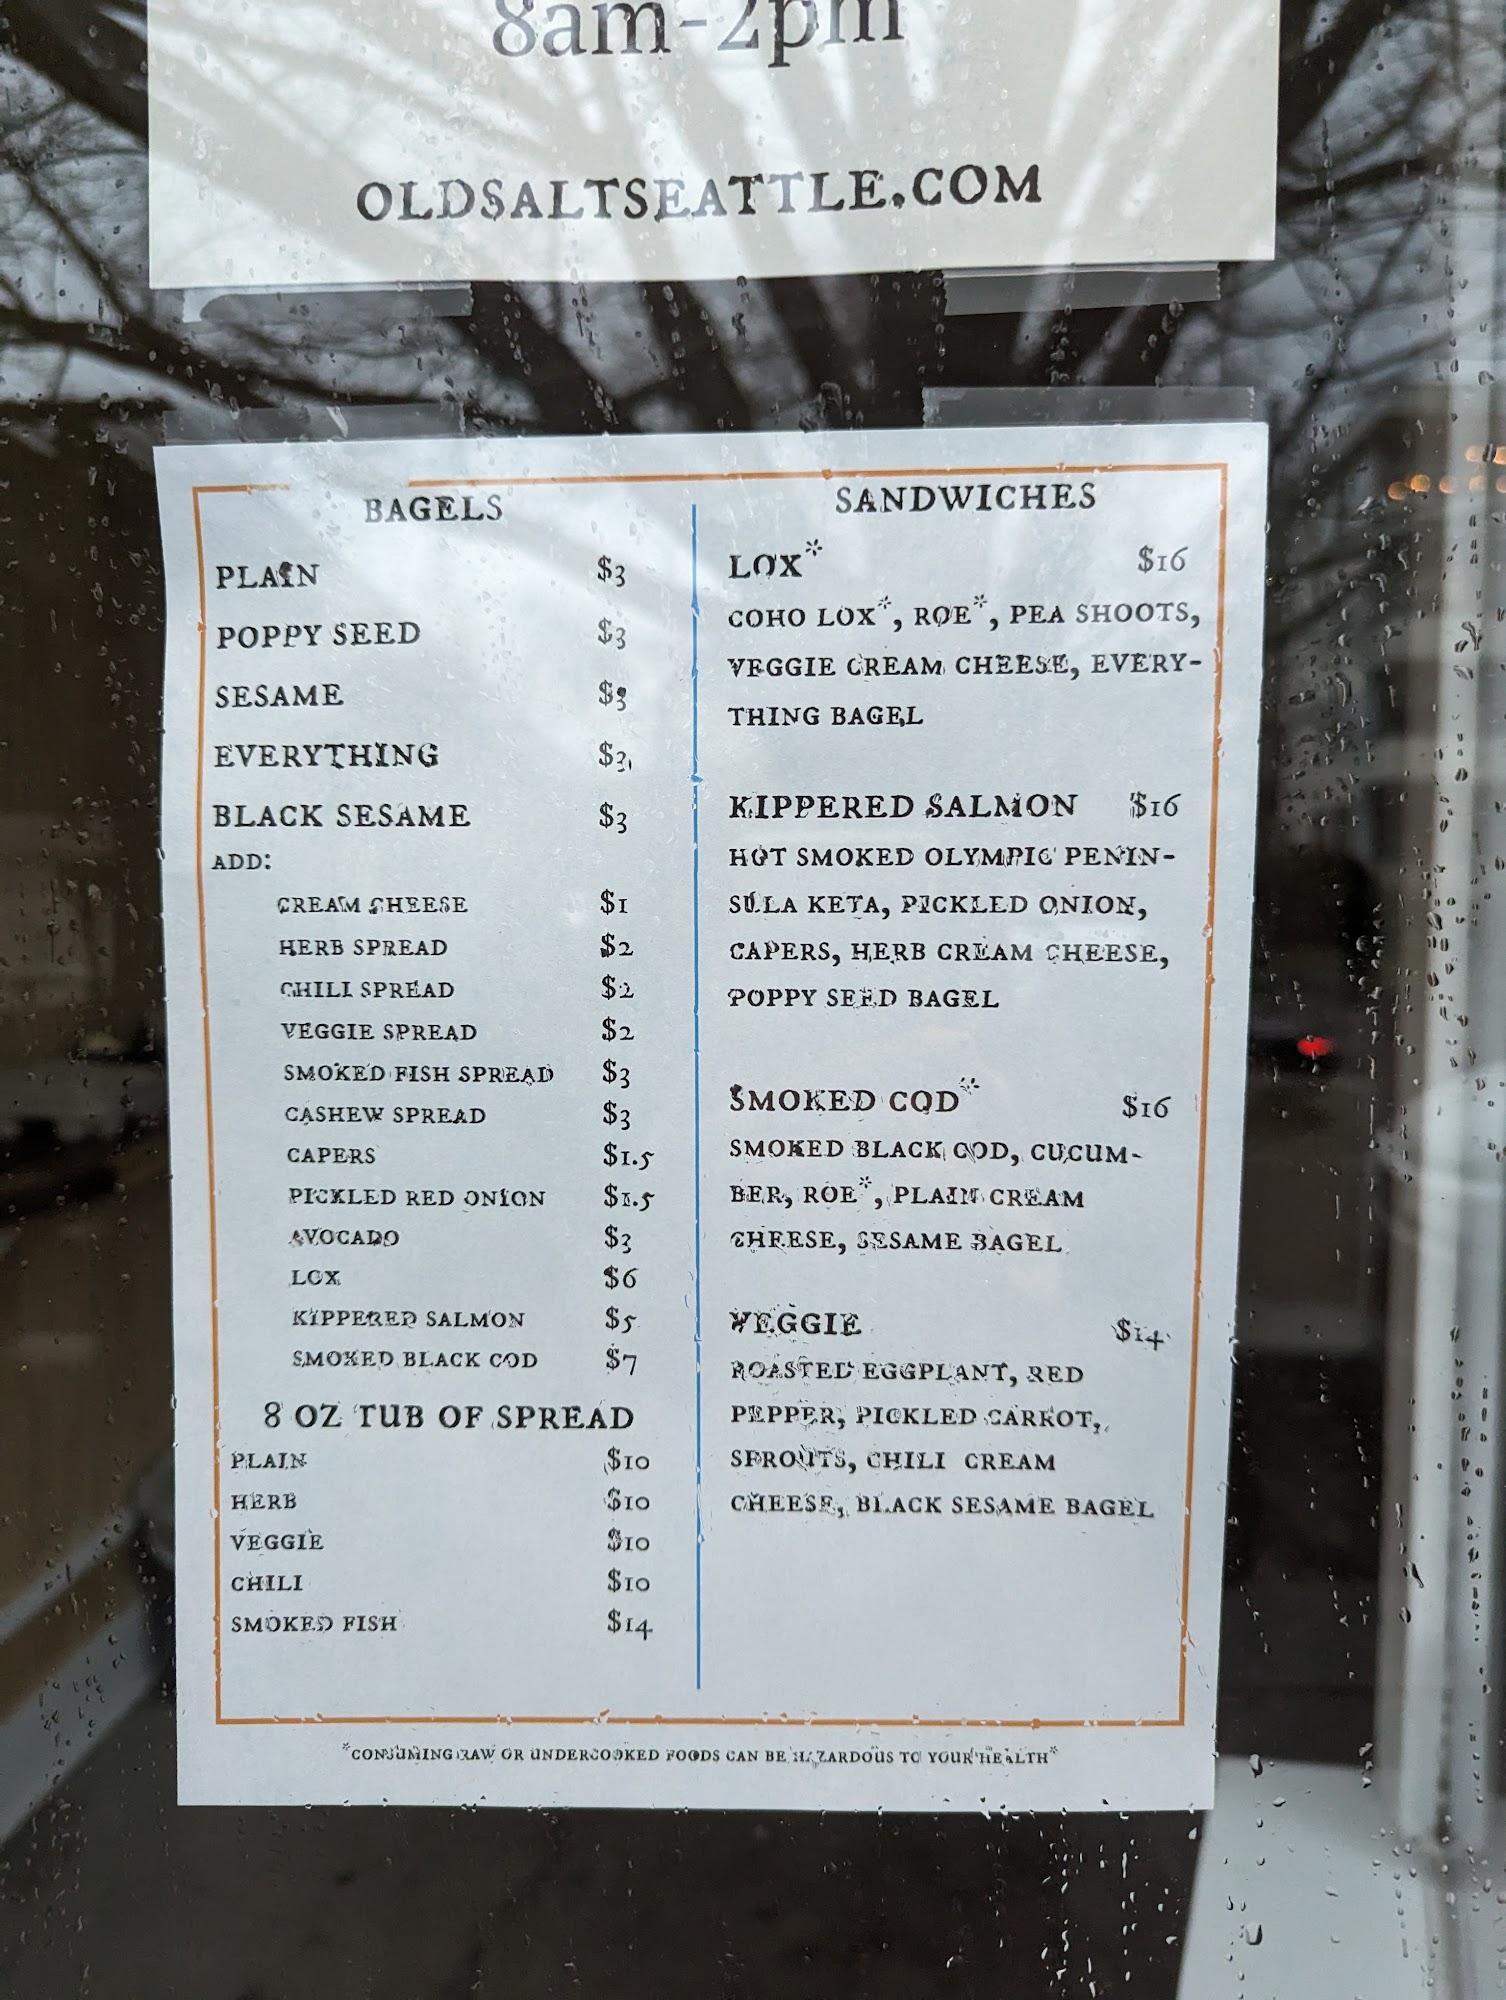 8am-2pm
OLDSALTSEATTLE.COM
BAGELS
PLAIN $3
POPPY SEED $3
SESAME $3
EVERYTHING $3
BLACK SESAME $3
ADD:
CREAM CHEESE $1
HERB SPREAD $2
CHILI SPREAD $2
VEGGIE SPREAD $2
SMOKED FISH SPREAD $3
CASHEW SPREAD $3
CAPERS $1.5
PICKLED RED ONION $1.5
AVOCADO $3
LOX $6
KIPPERED SALMON $5
SMOKED BLACK COD $7
8 OZ TUB OF SPREAD
PLAIN $10
HERB $10
VEGGIE $10
CHILI $10
SMOKED FISH $14
SANDWICHES
LOX* $16
COHO LOX*, ROE*, PEA SHOOTS,
VEGGIE CREAM CHEESE, EVERY-
THING BAGEL
KIPPERED SALMON $16
HOT SMOKED OLYMPIC PENIN-
SULA KETA, PICKLED ONION,
CAPERS, HERB CREAM CHEESE,
POPPY SEED BAGEL
SMOKED COD* $16
SMOKED BLACK COD, CUCUM-
BER, ROE*, PLAIN CREAM
CHEESE, SESAME BAGEL
VEGGIE $14
ROASTED EGGPLANT, RED
PEPPER, PICKLED CARROT,
SPROUTS, CHILI CREAM
CHEESE, BLACK SESAME BAGEL
*CONSUMING RAW OR UNDERCOOKED FOODS CAN BE HAZARDOUS TO YOUR HEALTH*